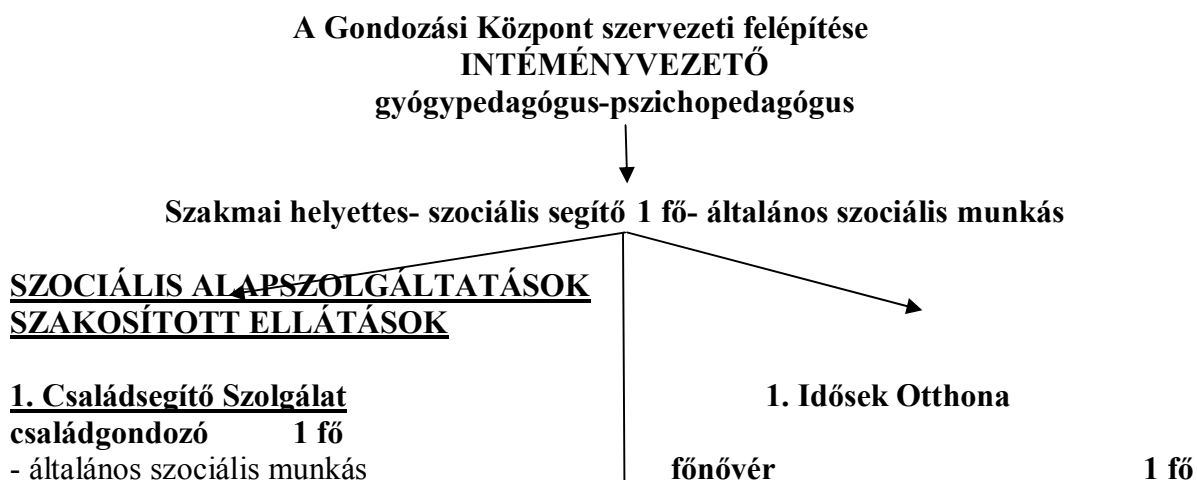 A Gondozási Központ szervezeti felépítése
INTÉMÉNYVEZETŐ
gyógypedagógus-pszichopedagógus
Szakmai helyettes- szociális segítő 1 fő- általános szociális munkás
SZOCIÁLIS ALAPSZOLGÁLTATÁSOK
SZAKOSÍTOTT ELLÁTÁSOK
1. Családsegítő Szolgálat
családgondozó 1 fő
- általános szociális munkás
1. Idősek Otthona
főnővér 1 fő